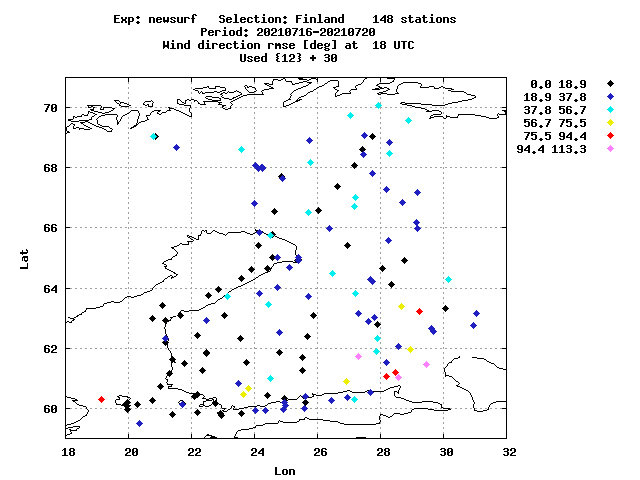 Exp: newsurf Selection: Finland 148 stations
Period: 20210716-20210720
Wind direction rmse [deg] at 18 UTC
Used {12} + 30
0.0 18.9
18.9 37.8
37.8 56.7
56.7 75.5
75.5 94.4
94.4 113.3
70
68
66
64
62
60
Lat
18 20 22 24 26 28 30 32
Lon